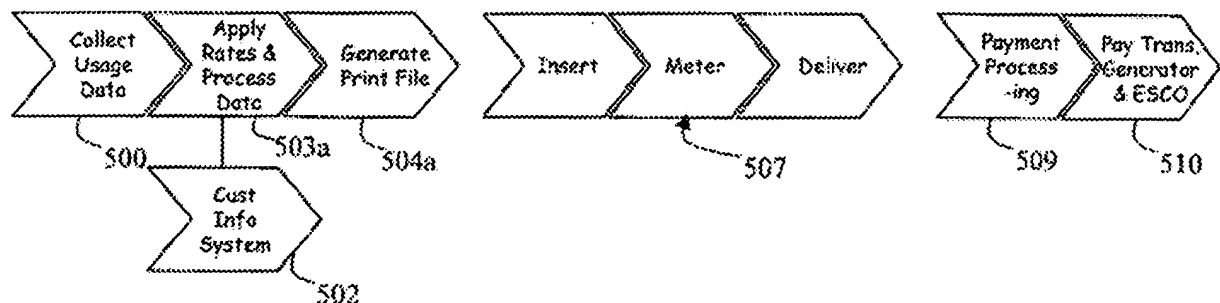 Collect
Usage
Data
Apply
Rates &
Process
Data
Generate
Print File
Insert
Meter
Deliver
Payment
Process
-ing
Pay Trans.
Generator
& ESCO
500
503a
504a
507
509
510
Cust
Info
System
502